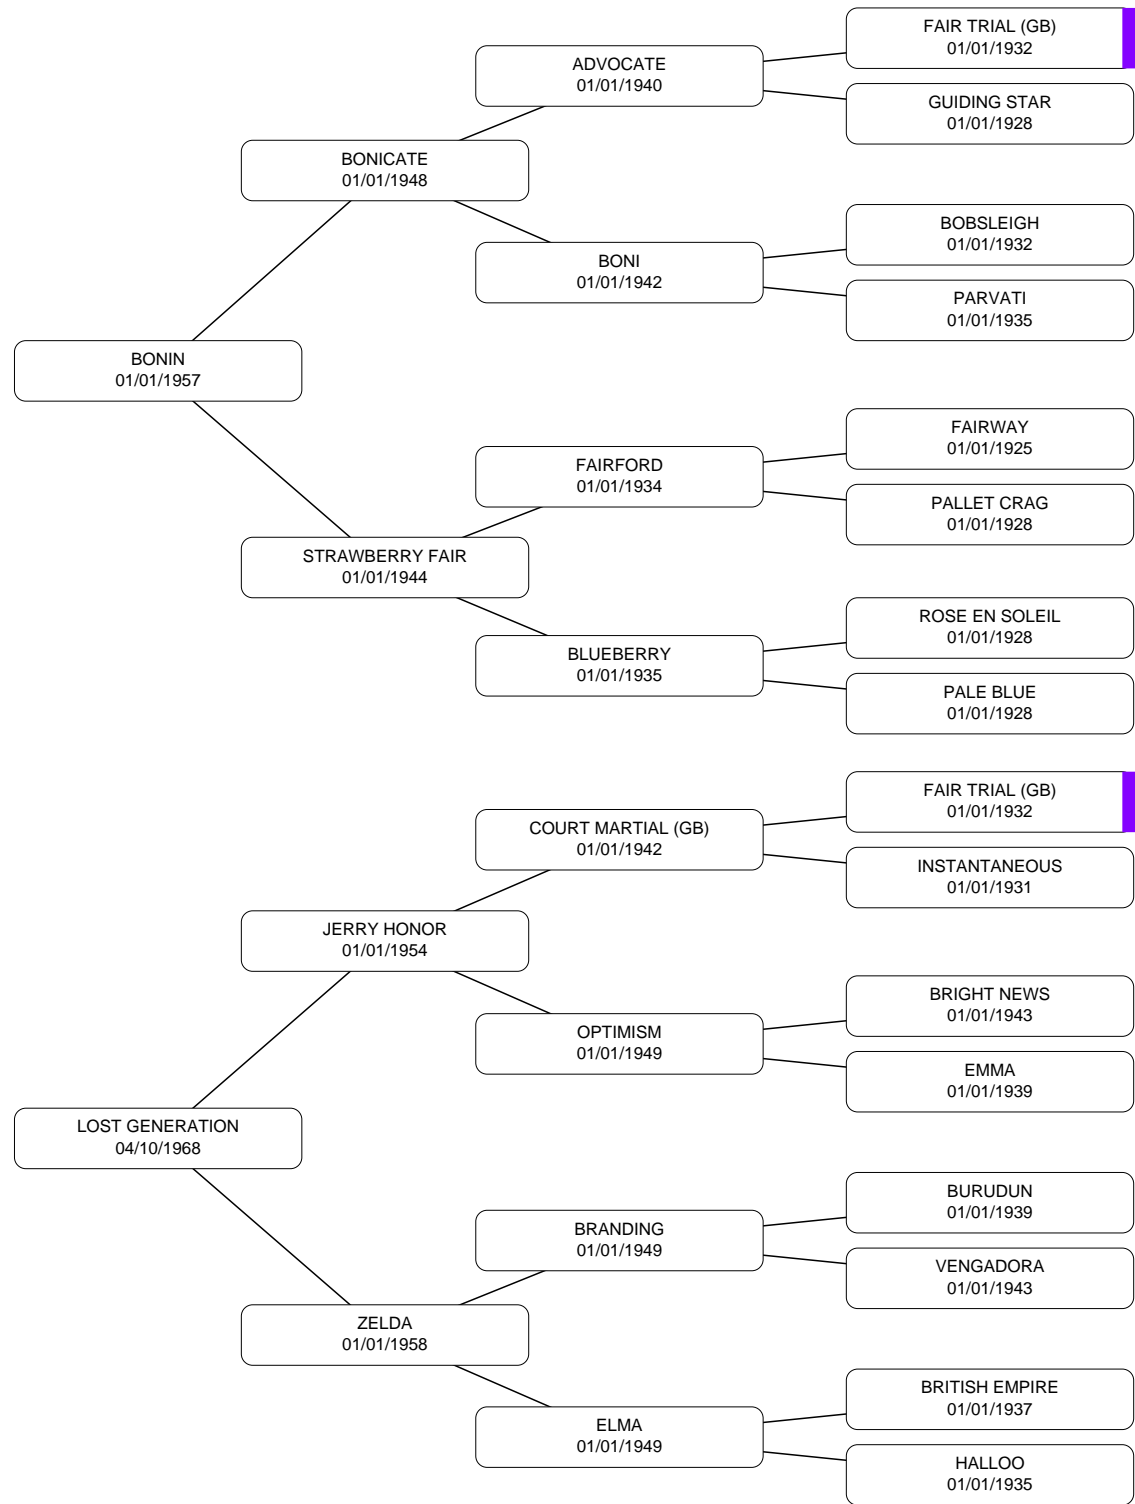 FAIR TRIAL (GB)
01/01/1932
ADVOCATE
01/01/1940
GUIDING STAR
01/01/1928
BONICATE
01/01/1948
BOBSLEIGH
01/01/1932
BONI
01/01/1942
PARVATI
01/01/1935
BONIN
01/01/1957
FAIRWAY
01/01/1925
FAIRFORD
01/01/1934
PALLET CRAG
01/01/1928
STRAWBERRY FAIR
01/01/1944
ROSE EN SOLEIL
01/01/1928
BLUEBERRY
01/01/1935
PALE BLUE
01/01/1928
FAIR TRIAL (GB)
01/01/1932
COURT MARTIAL (GB)
01/01/1942
INSTANTANEOUS
01/01/1931
JERRY HONOR
01/01/1954
BRIGHT NEWS
01/01/1943
OPTIMISM
01/01/1949
EMMA
01/01/1939
LOST GENERATION
04/10/1968
BURUDUN
01/01/1939
BRANDING
01/01/1949
VENGADORA
01/01/1943
ZELDA
01/01/1958
BRITISH EMPIRE
01/01/1937
ELMA
01/01/1949
HALLOO
01/01/1935